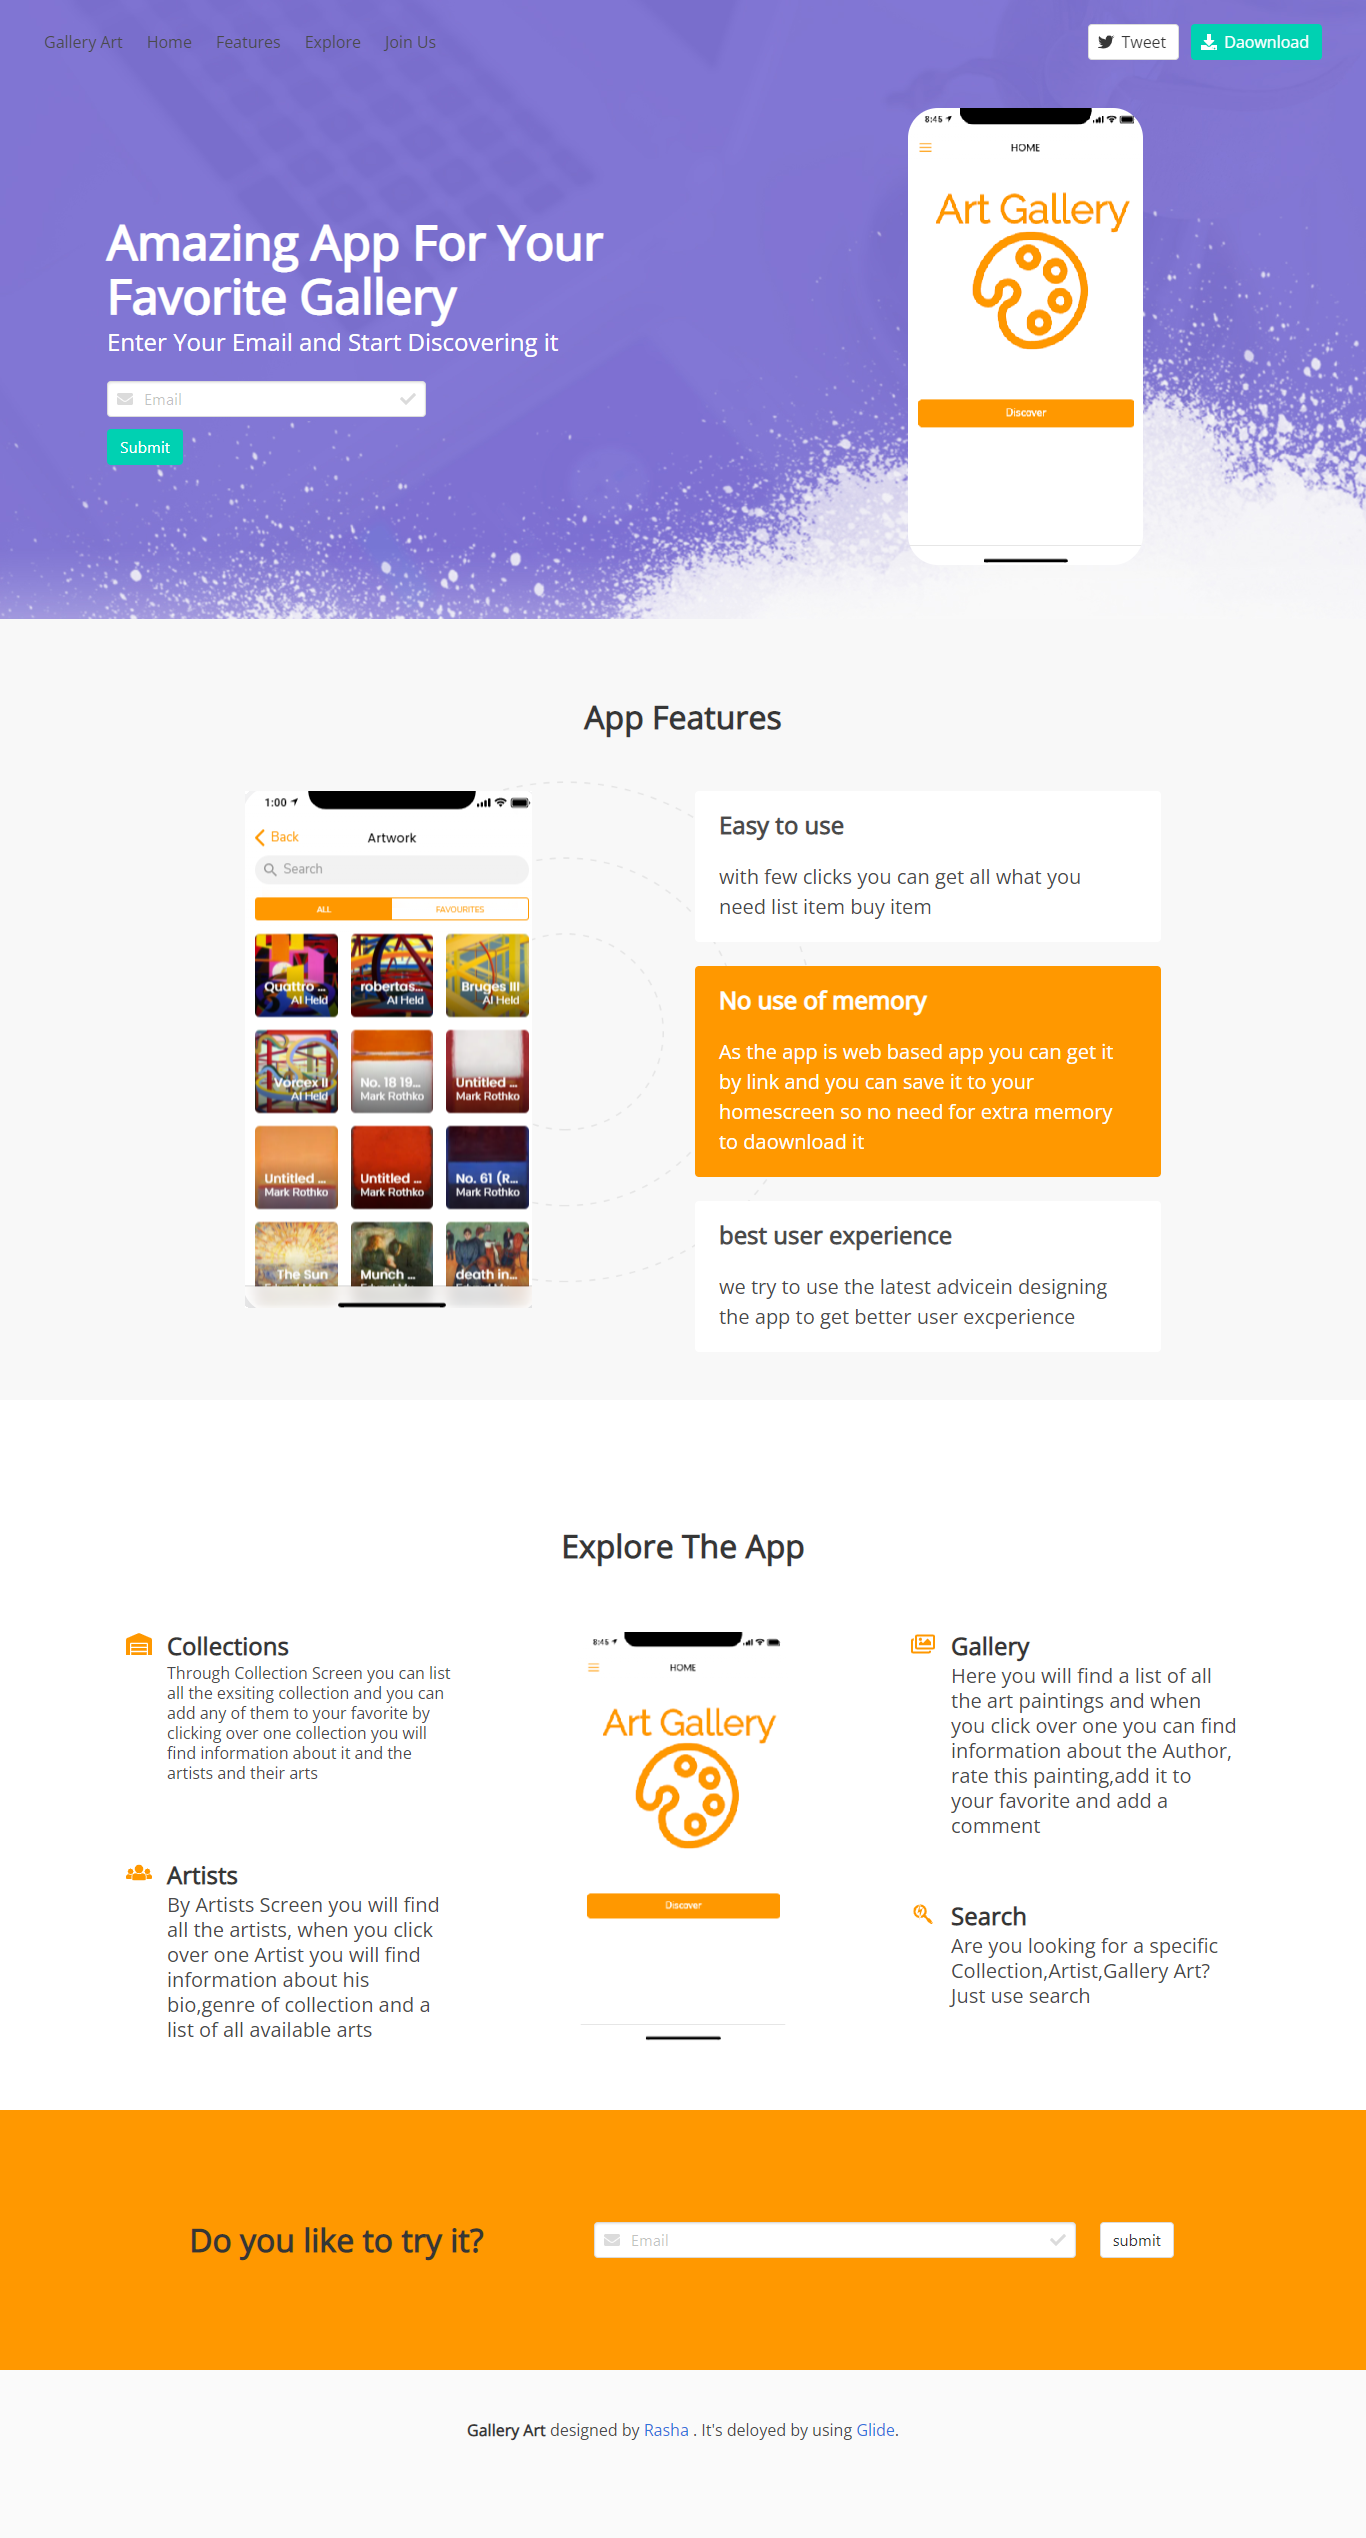 Gallery Art Home Features Explore Join Us Tweet Daownload
8:45
HOME
Art Gallery
Discover
Amazing App For Your
Favorite Gallery
Enter Your Email and Start Discovering it
Email
Submit
App Features
1:00
Back Artwork
Search
ALL FAVOURITES
Quattro ... robertas... Bruges III
Al Held Al Held Al Held
Vorcex II No. 18 19... Untitled ...
Al Held Mark Rothko Mark Rothko
Untitled ... Untitled ... No. 61 (R...
Mark Rothko Mark Rothko Mark Rothko
The Sun Munch ... death in...
Easy to use
with few clicks you can get all what you
need list item buy item
No use of memory
As the app is web based app you can get it
by link and you can save it to your
homescreen so no need for extra memory
to daownload it
best user experience
we try to use the latest advicein designing
the app to get better user excperience
Explore The App
Collections
Through Collection Screen you can list
all the exsiting collection and you can
add any of them to your favorite by
clicking over one collection you will
find information about it and the
artists and their arts
Artists
By Artists Screen you will find
all the artists, when you click
over one Artist you will find
information about his
bio,genre of collection and a
list of all available arts
8:45
HOME
Art Gallery
Discover
Gallery
Here you will find a list of all
the art paintings and when
you click over one you can find
information about the Author,
rate this painting,add it to
your favorite and add a
comment
Search
Are you looking for a specific
Collection,Artist,Gallery Art?
Just use search
Do you like to try it? Email submit
Gallery Art designed by Rasha . It's deloyed by using Glide.